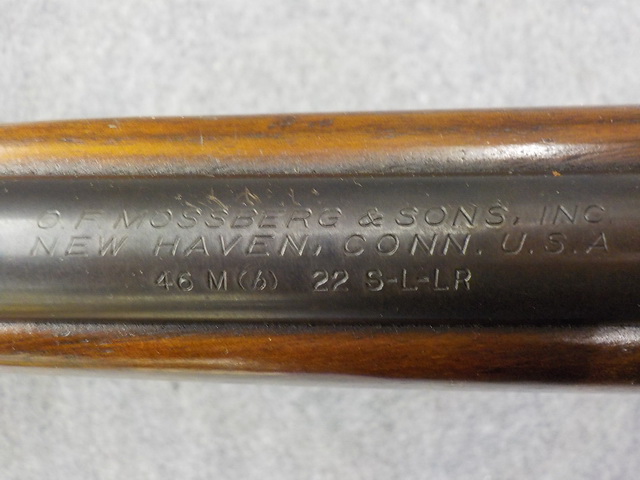 O.F. MOSSBERG & SONS, INC.
NEW HAVEN, CONN. U.S.A
46 M (b) 22 S-L-LR